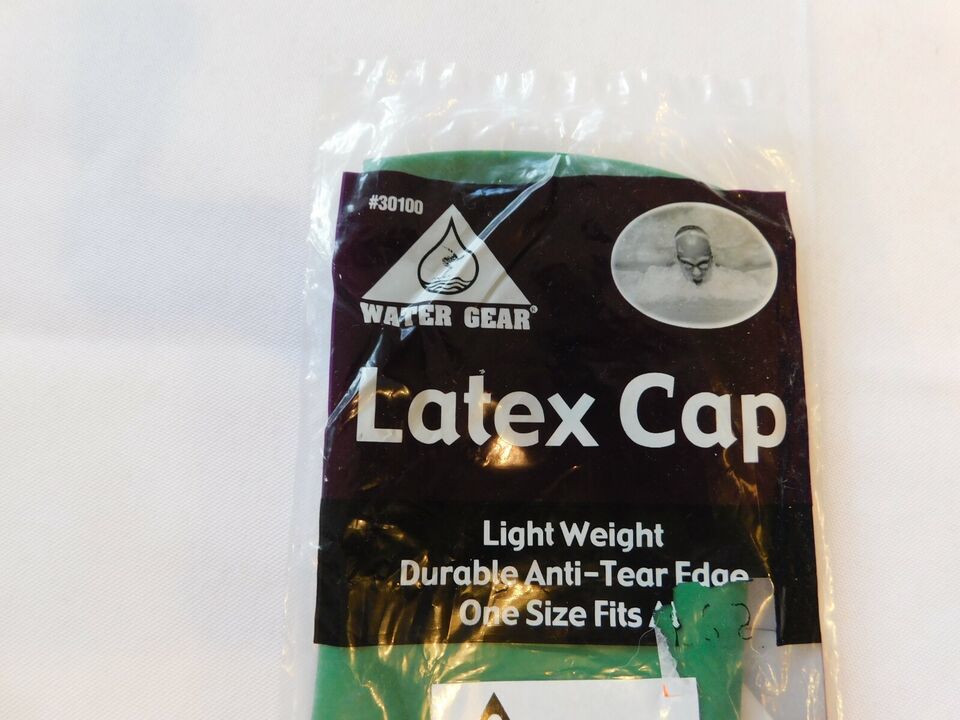 #30100
WATER GEAR®
Latex Cap
Light Weight
Durable Anti-Tear Edge
One Size Fits